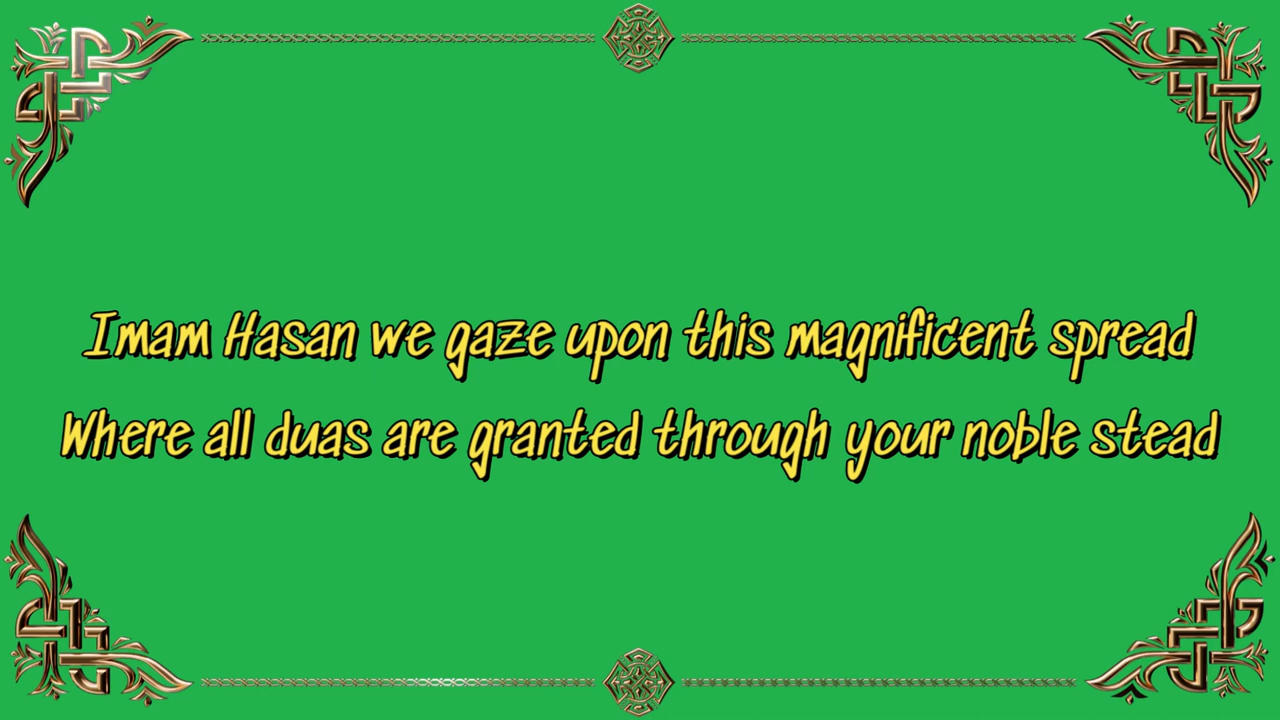 Imam Hasan we gaze upon this magnificent spread
Where all duas are granted through your noble stead